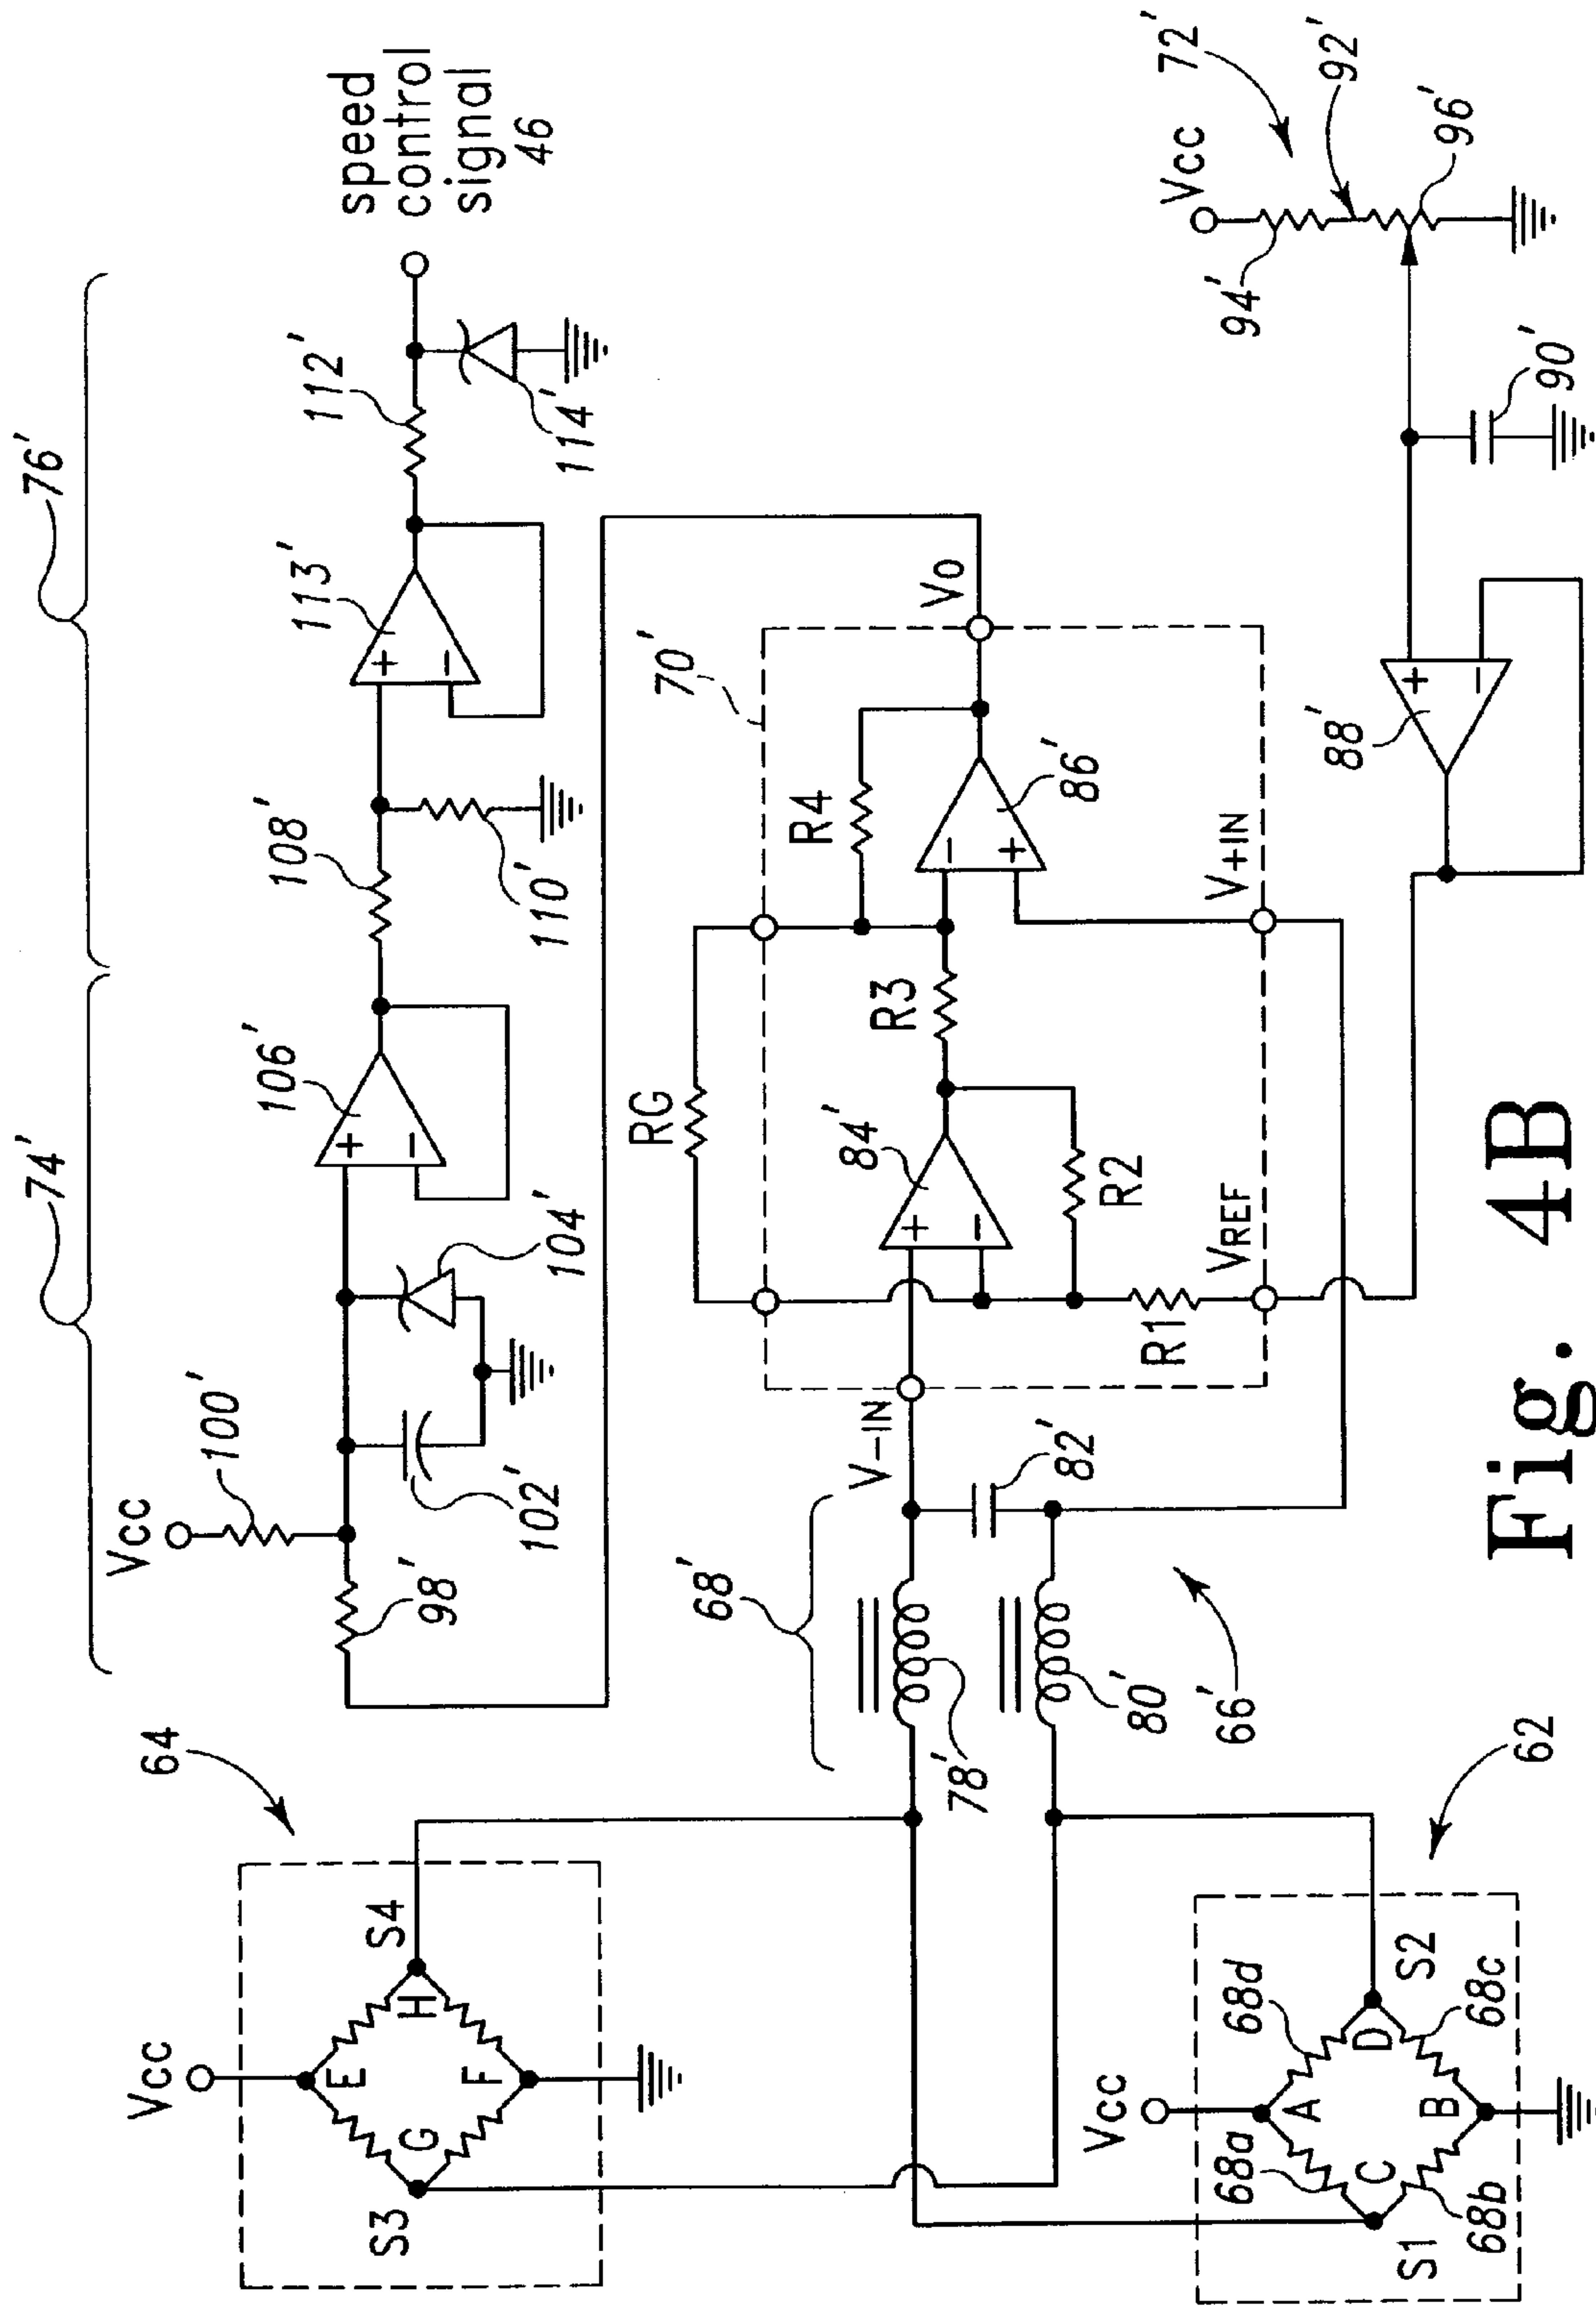 Vcc
64
S3
G
E
F
H
S4
Vcc
62
S1
C
A
B
D
S2
68a
68b
68c
68d
74'
76'
Vcc
100'
98'
102'
104'
106'
+
−
108'
110'
113'
+
−
112'
114'
speed
control
signal
46
68'
78'
80'
66'
82'
V−IN
70'
RG
84'
+
−
R2
R1
VREF
R3
R4
86'
−
+
V+IN
Vo
88'
+
−
90'
72'
Vcc
92'
94'
96'
Fig. 4B